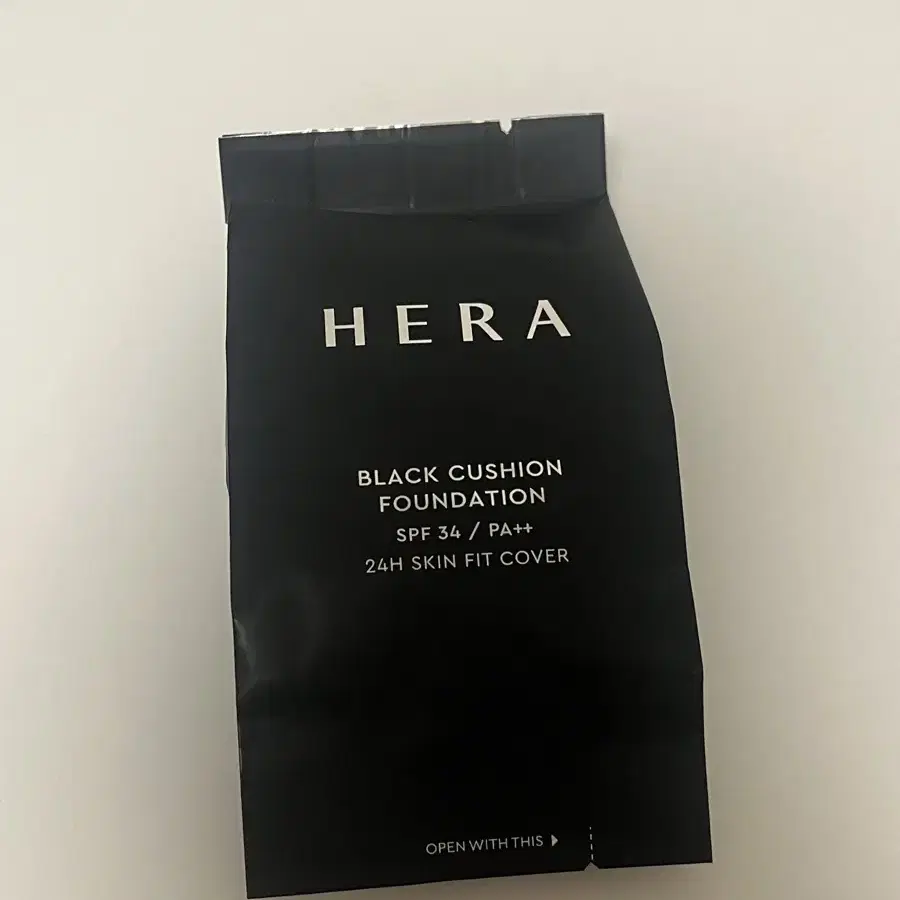 HERA
BLACK CUSHION
FOUNDATION
SPF 34 / PA++
24H SKIN FIT COVER
OPEN WITH THIS